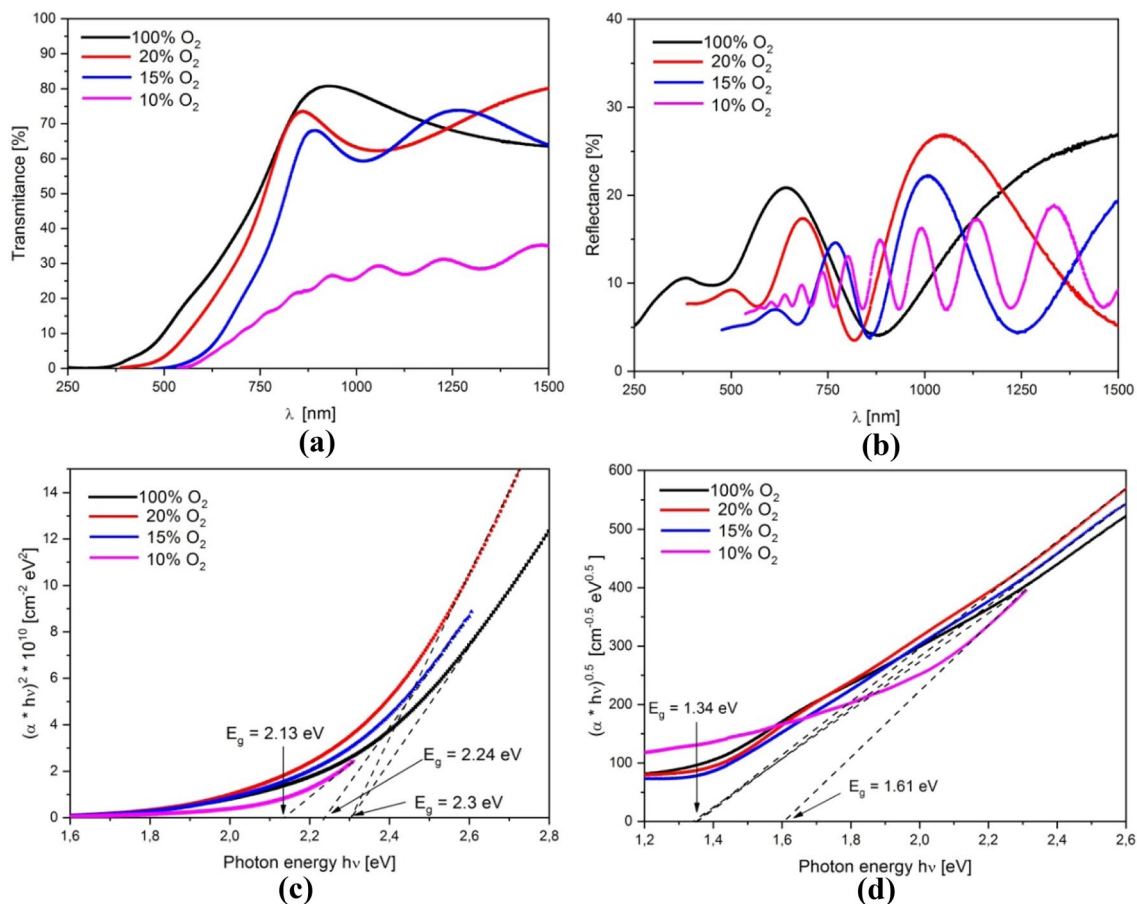 100% O2
20% O2
15% O2
10% O2
100
90
80
70
60
50
40
30
20
10
0
Transmitance [%]
250 500 750 1000 1250 1500
λ [nm]
(a)
100% O2
20% O2
15% O2
10% O2
40
30
20
10
0
Reflectance [%]
250 500 750 1000 1250 1500
λ [nm]
(b)
100% O2
20% O2
15% O2
10% O2
14
12
10
8
6
4
2
0
(α * hν)² * 10¹⁰ [cm⁻² eV²]
Eg = 2.13 eV
Eg = 2.24 eV
Eg = 2.3 eV
1,6 1,8 2,0 2,2 2,4 2,6 2,8
Photon energy hν [eV]
(c)
100% O2
20% O2
15% O2
10% O2
600
500
400
300
200
100
0
(α * hν)^0.5 [cm^-0.5 eV^0.5]
Eg = 1.34 eV
Eg = 1.61 eV
1,2 1,4 1,6 1,8 2,0 2,2 2,4 2,6
Photon energy hν [eV]
(d)